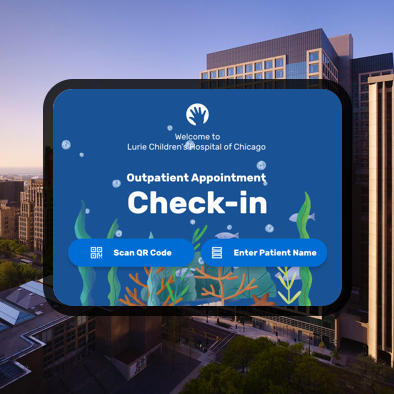 Welcome to
Lurie Children's Hospital of Chicago
Outpatient Appointment
Check-in
Scan QR Code
Enter Patient Name